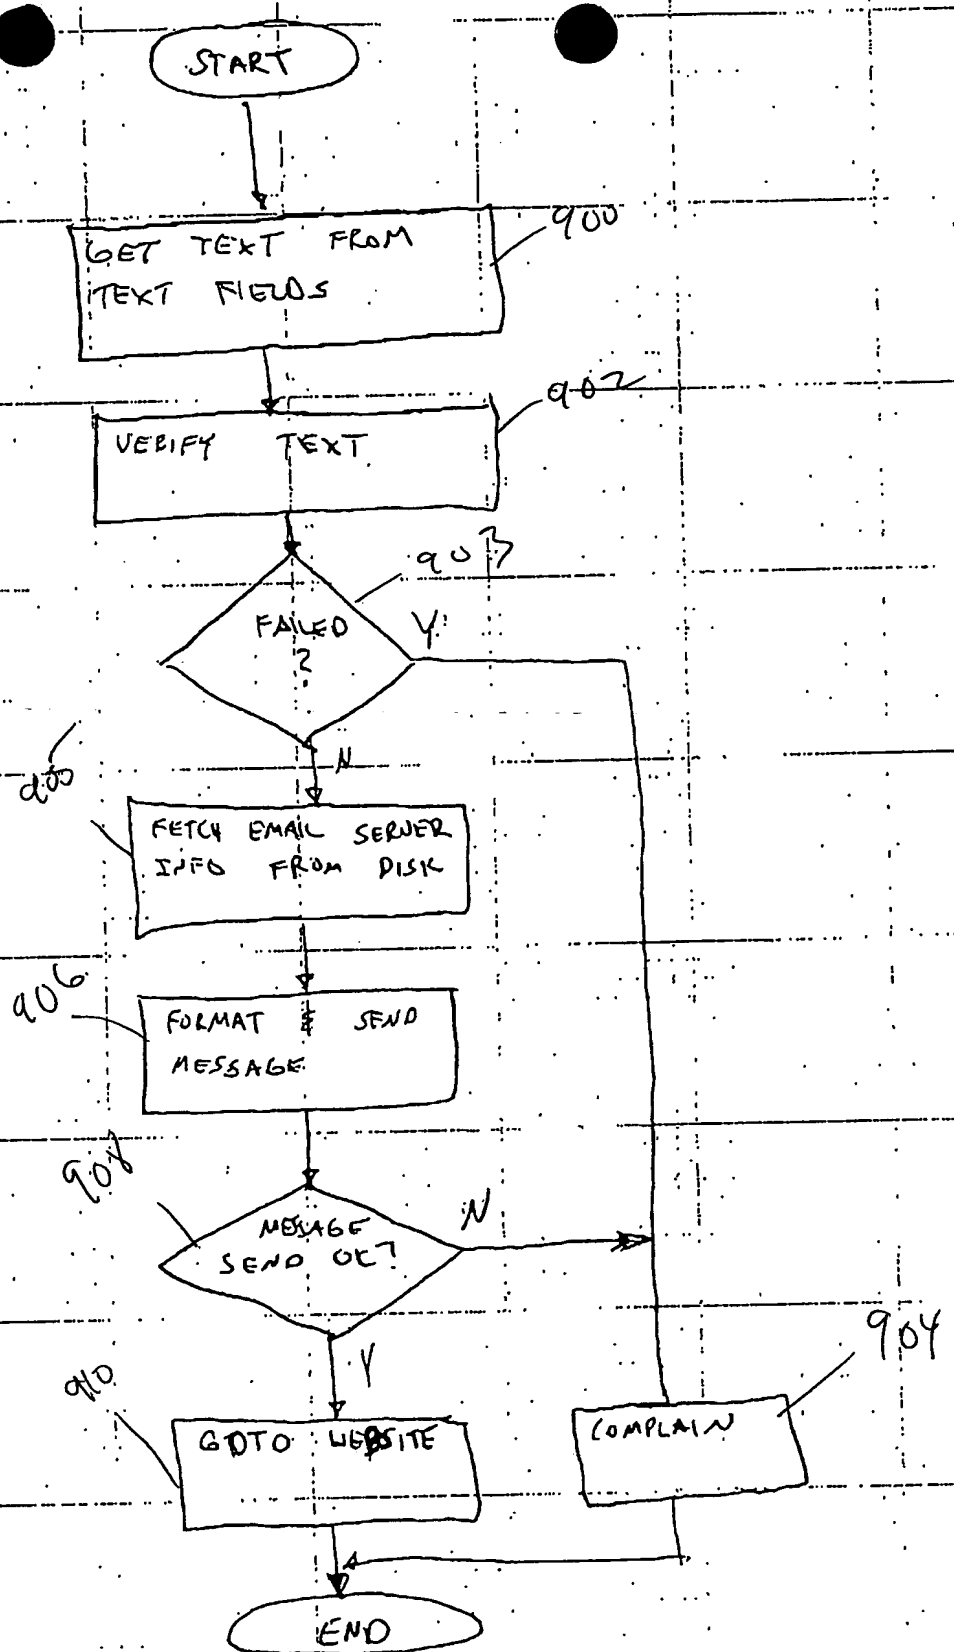 START
900
GET TEXT FROM
TEXT FIELDS
902
VERIFY TEXT
903
FAILED
?
Y
N
FETCH EMAIL SERVER
INFO FROM DISK
906
FORMAT & SEND
MESSAGE
908
MESSAGE
SEND OK?
N
Y
904
910
GOTO WEBSITE
COMPLAIN
END